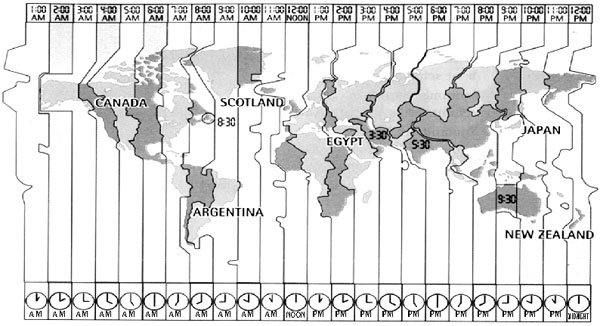 1:00 2:00 3:00 4:00 5:00 6:00 7:00 8:00 9:00 10:00 11:00 12:00 1:00 2:00 3:00 4:00 5:00 6:00 7:00 8:00 9:00 10:00 11:00 12:00
AM AM AM AM AM AM AM AM AM AM AM NOON PM PM PM PM PM PM PM PM PM PM PM PM
CANADA
SCOTLAND
8:30
EGYPT
3:30
5:30
JAPAN
ARGENTINA
9:30
NEW ZEALAND
AM AM AM AM AM AM AM AM AM AM AM NOON PM PM PM PM PM PM PM PM PM PM PM MIDNIGHT